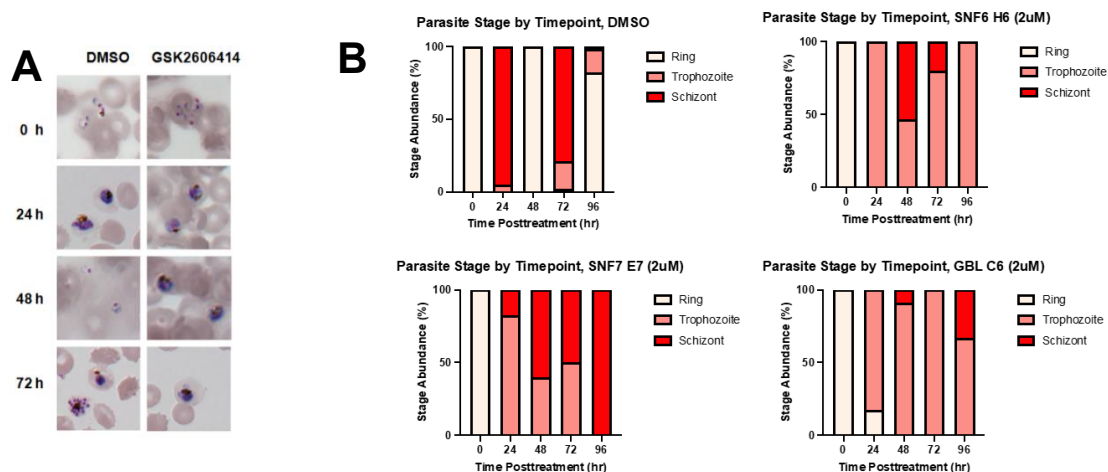 A
DMSO GSK2606414
0 h
24 h
48 h
72 h
B
Parasite Stage by Timepoint, DMSO
Stage Abundance (%)
100
50
0
0 24 48 72 96
Time Posttreatment (hr)
Ring
Trophozoite
Schizont
Parasite Stage by Timepoint, SNF6 H6 (2uM)
Stage Abundance (%)
100
50
0
0 24 48 72 96
Time Posttreatment (hr)
Ring
Trophozoite
Schizont
Parasite Stage by Timepoint, SNF7 E7 (2uM)
Stage Abundance (%)
100
50
0
0 24 48 72 96
Time Posttreatment (hr)
Ring
Trophozoite
Schizont
Parasite Stage by Timepoint, GBL C6 (2uM)
Stage Abundance (%)
100
50
0
0 24 48 72 96
Time Posttreatment (hr)
Ring
Trophozoite
Schizont